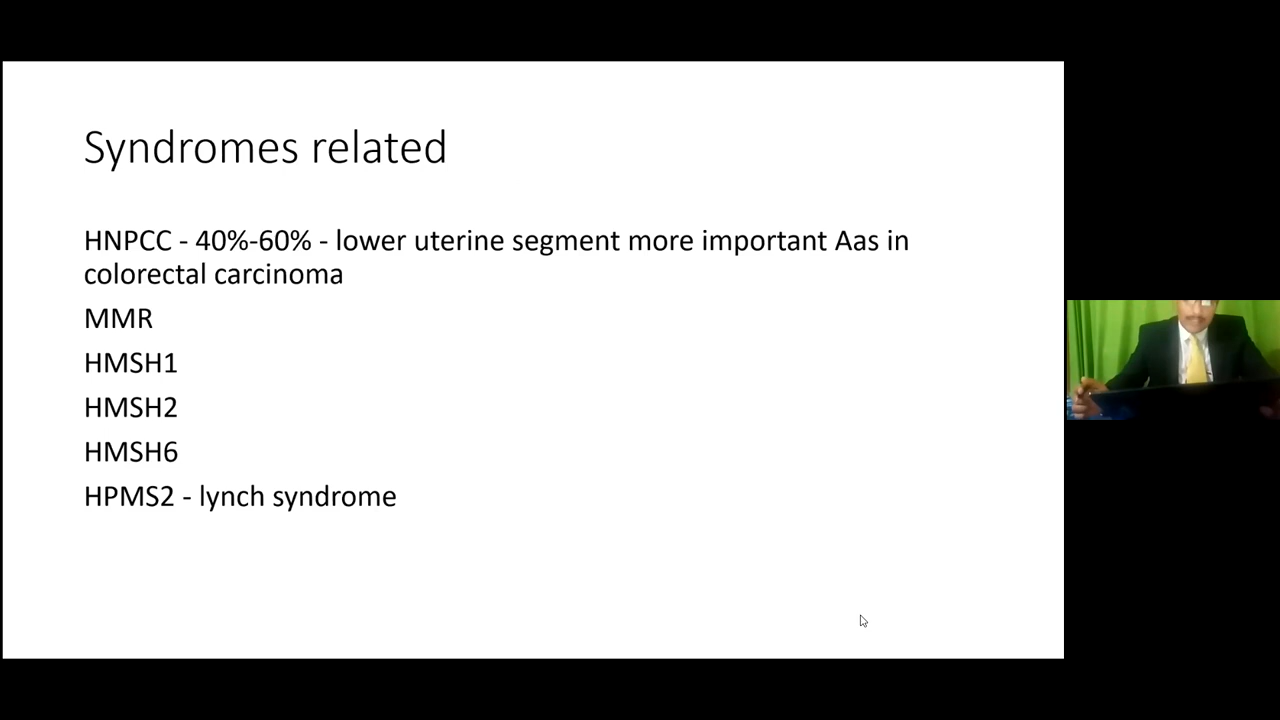 Syndromes related
HNPCC - 40%-60% - lower uterine segment more important Aas in
colorectal carcinoma
MMR
HMSH1
HMSH2
HMSH6
HPMS2 - lynch syndrome